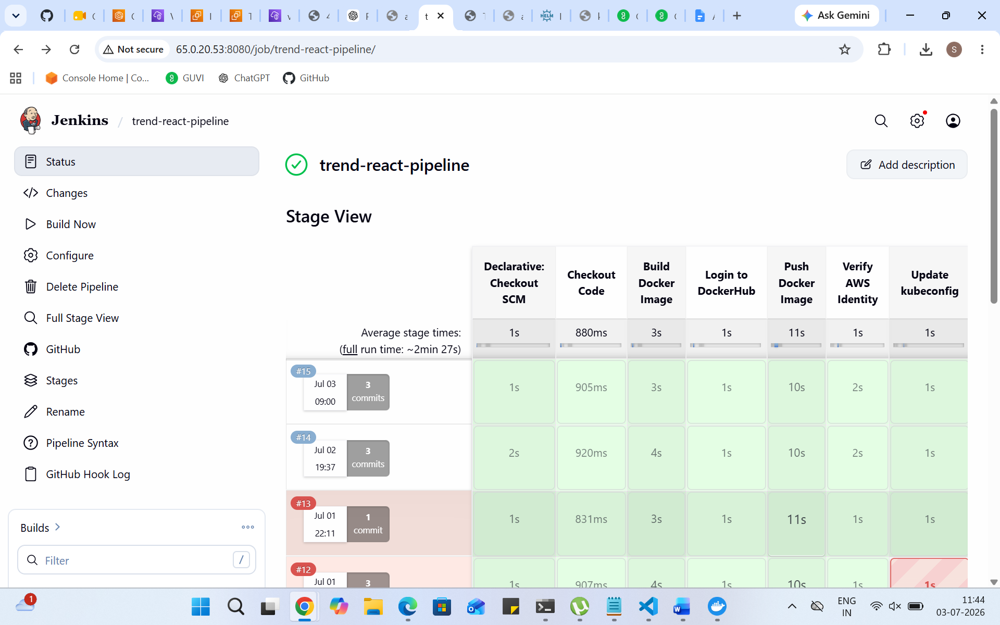 Ask Gemini
Not secure
65.0.20.53:8080/job/trend-react-pipeline/
S
Console Home | Co...
GUVI
ChatGPT
GitHub
Jenkins / trend-react-pipeline
Status
Changes
Build Now
Configure
Delete Pipeline
Full Stage View
GitHub
Stages
Rename
Pipeline Syntax
GitHub Hook Log
Builds
Filter
/
trend-react-pipeline
Add description
Stage View
Declarative: Checkout SCM
Checkout Code
Build Docker Image
Login to DockerHub
Push Docker Image
Verify AWS Identity
Update kubeconfig
Average stage times:
(full run time: ~2min 27s)
1s 880ms 3s 1s 11s 1s 1s
#15
Jul 03
09:00
3
commits
1s 905ms 3s 1s 10s 2s 1s
#14
Jul 02
19:37
3
commits
2s 920ms 4s 1s 10s 2s 1s
#13
Jul 01
22:11
1
commit
1s 831ms 3s 1s 11s 1s 1s
#12
Jul 01
3
1s 907ms 4s 1s 10s 1s 1s
1
ENG
IN
11:44
03-07-2026